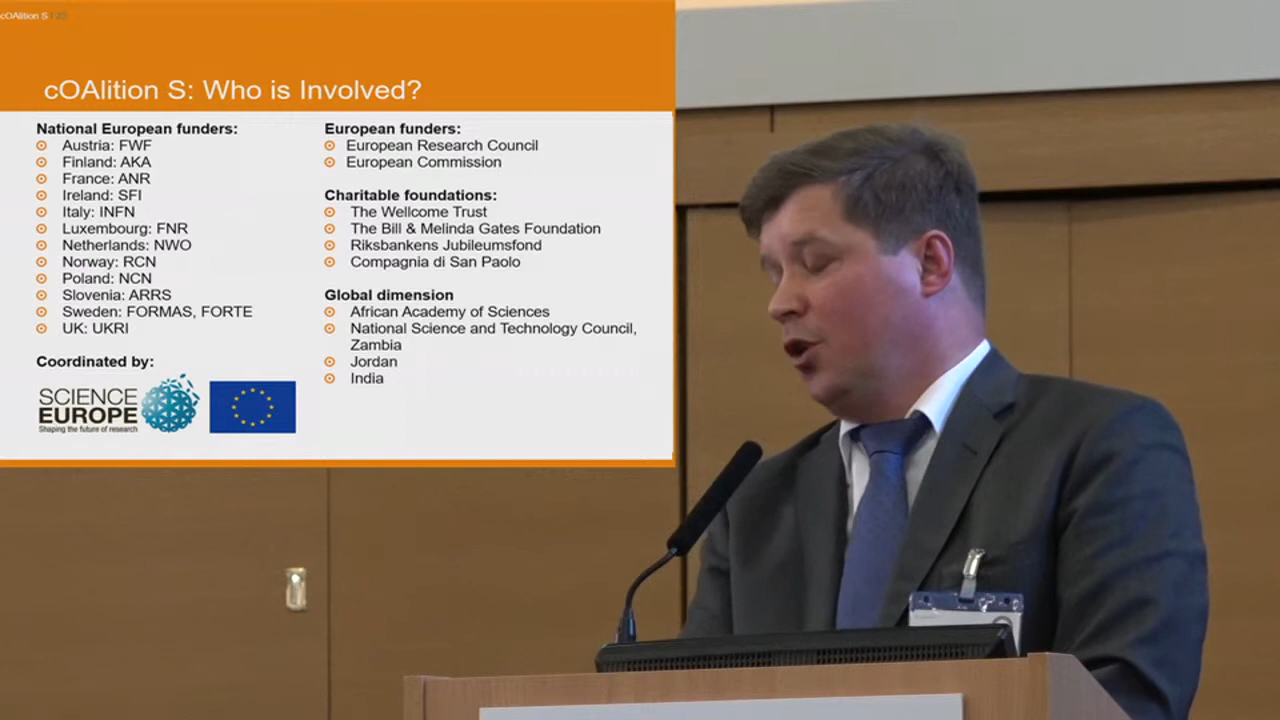 cOAlition S | 20
cOAlition S: Who is Involved?
National European funders:
Austria: FWF
Finland: AKA
France: ANR
Ireland: SFI
Italy: INFN
Luxembourg: FNR
Netherlands: NWO
Norway: RCN
Poland: NCN
Slovenia: ARRS
Sweden: FORMAS, FORTE
UK: UKRI
Coordinated by:
SCIENCE
EUROPE
Shaping the future of research
European funders:
European Research Council
European Commission
Charitable foundations:
The Wellcome Trust
The Bill & Melinda Gates Foundation
Riksbankens Jubileumsfond
Compagnia di San Paolo
Global dimension
African Academy of Sciences
National Science and Technology Council,
Zambia
Jordan
India